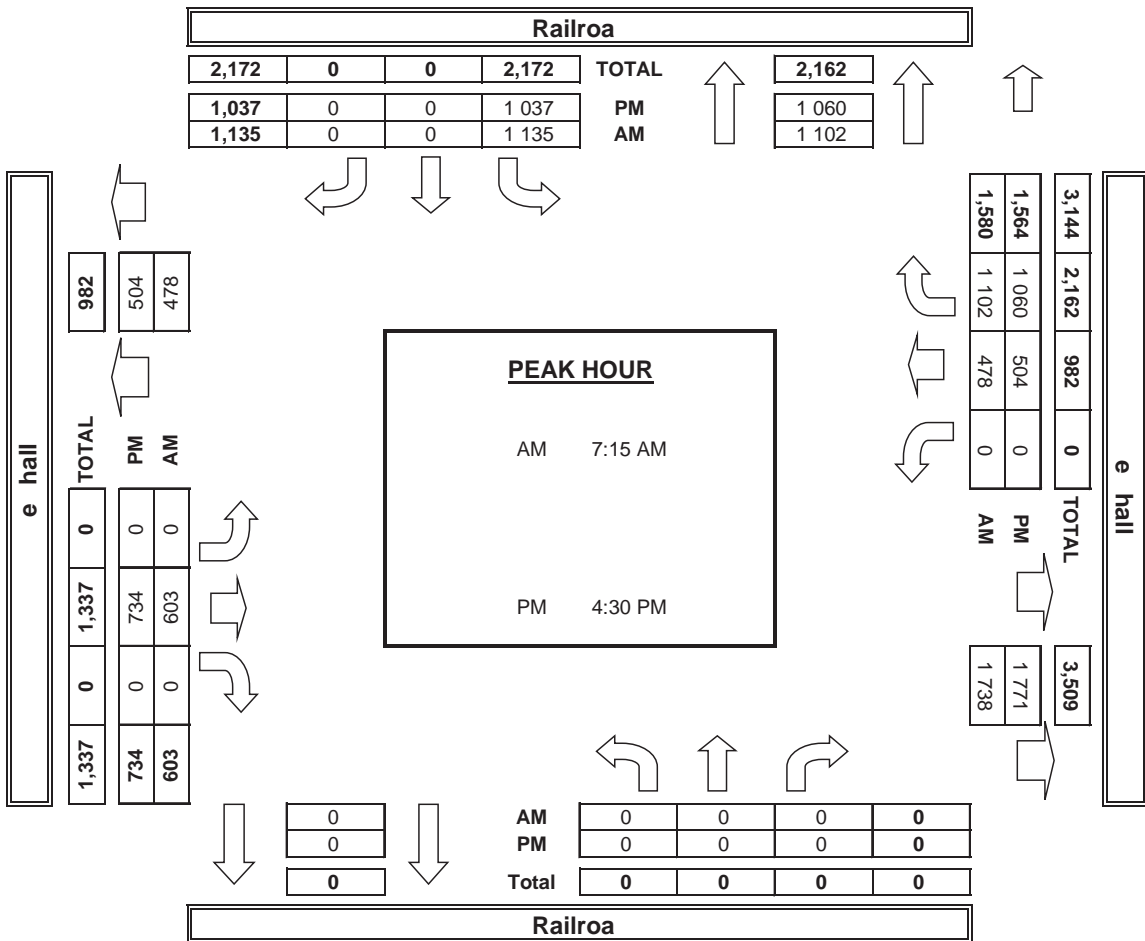 Railroa
2,172 0 0 2,172 TOTAL 2,162
1,037 0 0 1 037 PM 1 060
1,135 0 0 1 135 AM 1 102
e hall
982 504 478
TOTAL PM AM
0 0 0
1,337 734 603
0 0 0
1,337 734 603
PEAK HOUR
AM 7:15 AM
PM 4:30 PM
3,144 1,564 1,580
2,162 1 060 1 102
982 504 478
0 0 0
TOTAL PM AM
3,509 1 771 1 738
e hall
0 AM 0 0 0 0
0 PM 0 0 0 0
0 Total 0 0 0 0
Railroa